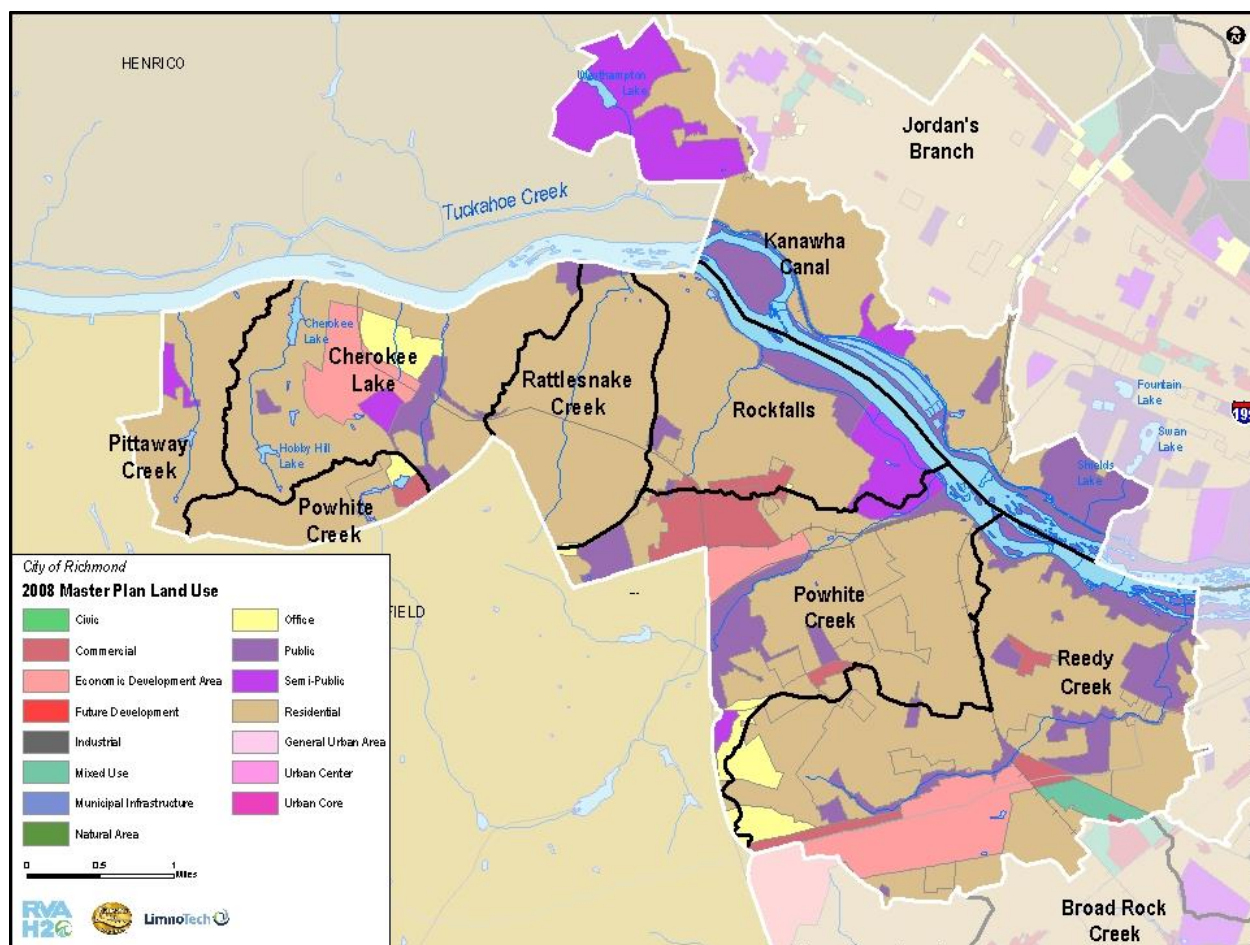 HENRICO
Westhampton
Lake
Jordan's
Branch
Tuckahoe Creek
Kanawha
Canal
Cherokee
Lake
Cherokee
Lake
Rattlesnake
Creek
Rockfalls
Fountain
Lake
195
Swan
Lake
Pittaway
Creek
Hobby Hill
Lake
Shields
Lake
Powhite
Creek
Powhite
Creek
Reedy
Creek
Broad Rock
Creek
FIELD
City of Richmond
2008 Master Plan Land Use
Civic
Commercial
Economic Development Area
Future Development
Industrial
Mixed Use
Municipal Infrastructure
Natural Area
Office
Public
Semi-Public
Residential
General Urban Area
Urban Center
Urban Core
0 0.5 1
Miles
RVA
H2O
LimnoTech
N